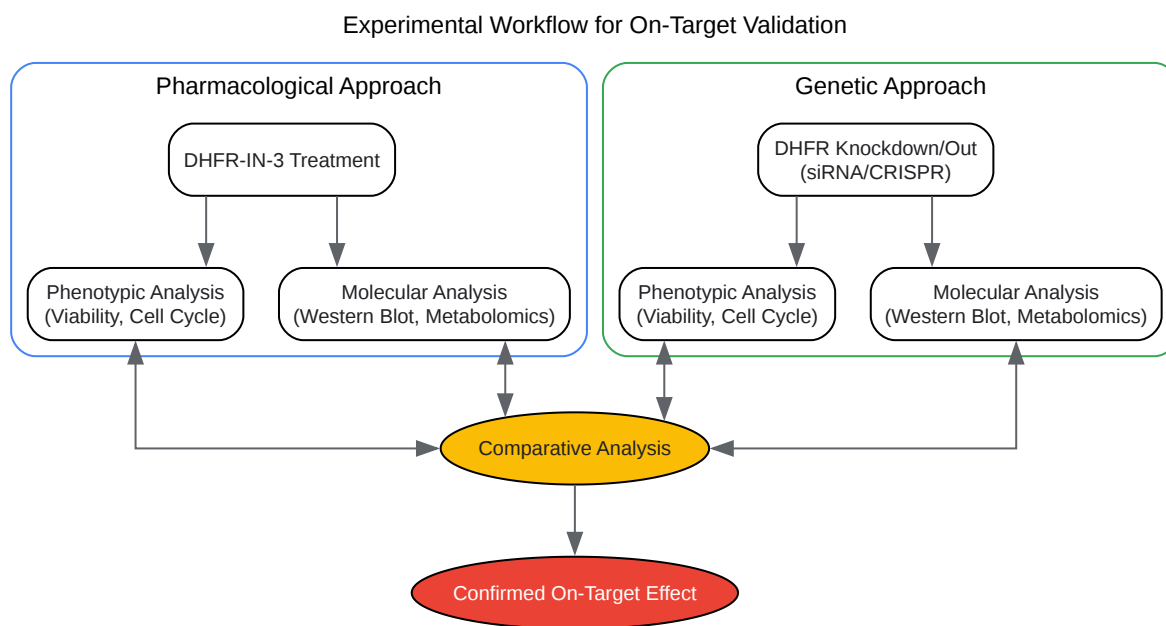 Experimental Workflow for On-Target Validation
Pharmacological Approach
DHFR-IN-3 Treatment
Phenotypic Analysis
(Viability, Cell Cycle)
Molecular Analysis
(Western Blot, Metabolomics)
Genetic Approach
DHFR Knockdown/Out
(siRNA/CRISPR)
Phenotypic Analysis
(Viability, Cell Cycle)
Molecular Analysis
(Western Blot, Metabolomics)
Comparative Analysis
Confirmed On-Target Effect